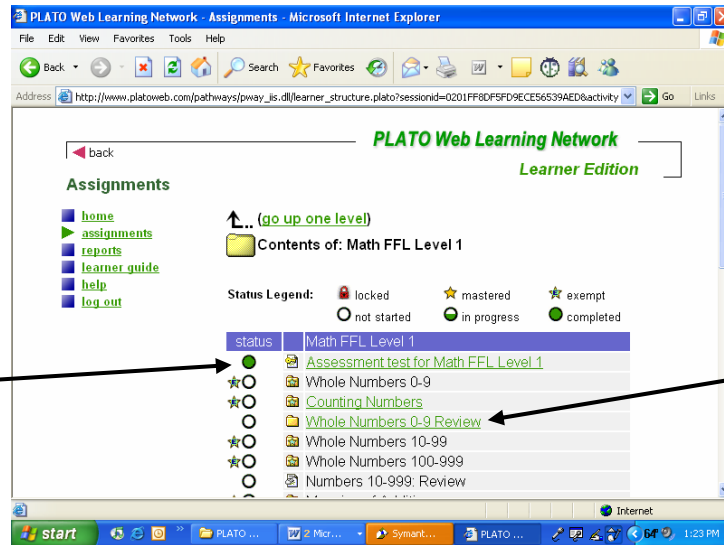 PLATO Web Learning Network - Assignments - Microsoft Internet Explorer
File Edit View Favorites Tools Help
Back Search Favorites
Address http://www.platoweb.com/pathways/pway_iis.dll/learner_structure.plato?sessionid=0201FF8DF5FD9ECE56539AED&activity Go Links
back
PLATO Web Learning Network
Learner Edition
Assignments
home
assignments
reports
learner guide
help
log out
(go up one level)
Contents of: Math FFL Level 1
Status Legend: locked mastered exempt
not started in progress completed
status Math FFL Level 1
Assessment test for Math FFL Level 1
Whole Numbers 0-9
Counting Numbers
Whole Numbers 0-9 Review
Whole Numbers 10-99
Whole Numbers 100-999
Numbers 10-999: Review
Internet
start PLATO ... 2 Micr... Symant... PLATO ... 64° 1:23 PM